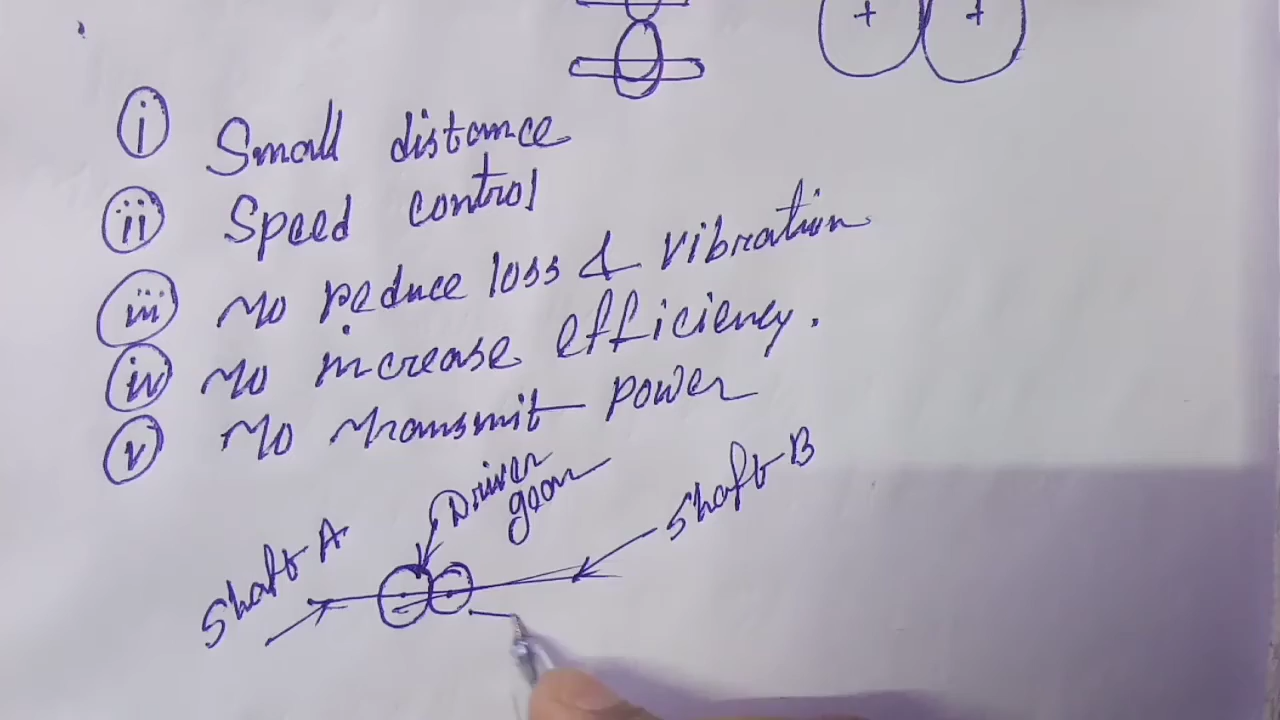 i Small distance
ii Speed control
iii To reduce loss & vibration
iv To increase efficiency.
v To transmit power
Driver
gear
Shaft A
Shaft B